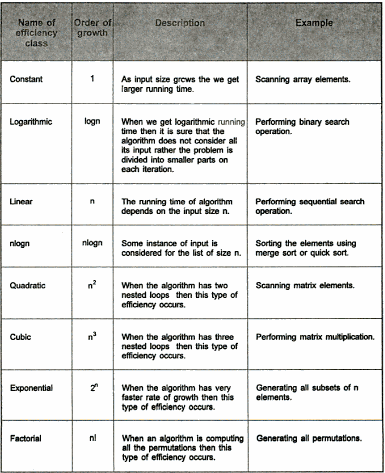 Name of efficiency class Order of growth Description Example
Constant 1 As input size grows the we get larger running time. Scanning array elements.
Logarithmic logn When we get logarithmic running time then it is sure that the algorithm does not consider all its input rather the problem is divided into smaller parts on each iteration. Performing binary search operation.
Linear n The running time of algorithm depends on the input size n. Performing sequential search operation.
nlogn nlogn Some instance of input is considered for the list of size n. Sorting the elements using merge sort or quick sort.
Quadratic n² When the algorithm has two nested loops then this type of efficiency occurs. Scanning matrix elements.
Cubic n³ When the algorithm has three nested loops then this type of efficiency occurs. Performing matrix multiplication.
Exponential 2ⁿ When the algorithm has very faster rate of growth then this type of efficiency occurs. Generating all subsets of n elements.
Factorial n! When an algorithm is computing all the permutations then this type of efficiency occurs. Generating all permutations.